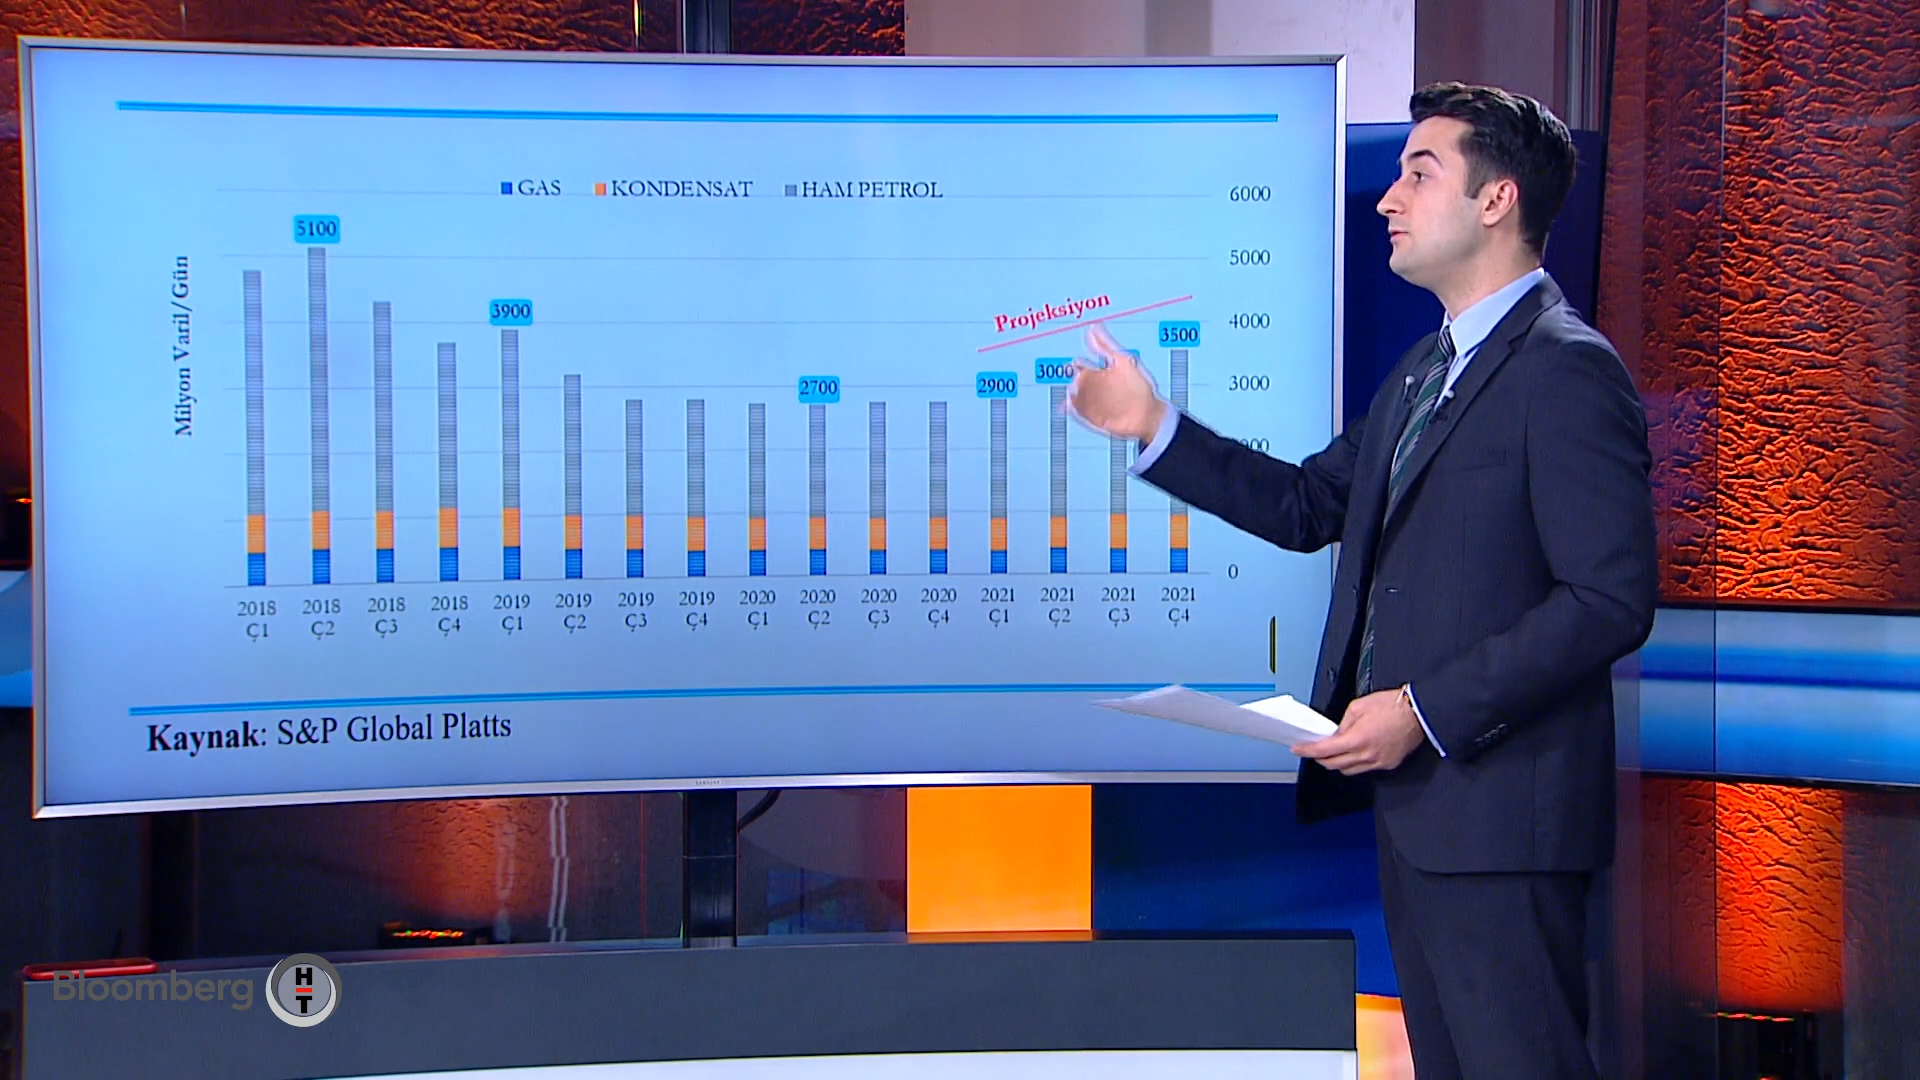 GAS KONDENSAT HAM PETROL
6000
5000
4000
3000
0
Milyon Varil/Gün
5100
3900
2700
2900
3000
3500
Projeksiyon
2018 Ç1
2018 Ç2
2018 Ç3
2018 Ç4
2019 Ç1
2019 Ç2
2019 Ç3
2019 Ç4
2020 Ç1
2020 Ç2
2020 Ç3
2020 Ç4
2021 Ç1
2021 Ç2
2021 Ç3
2021 Ç4
Kaynak: S&P Global Platts
SAMSUNG
Bloomberg HT